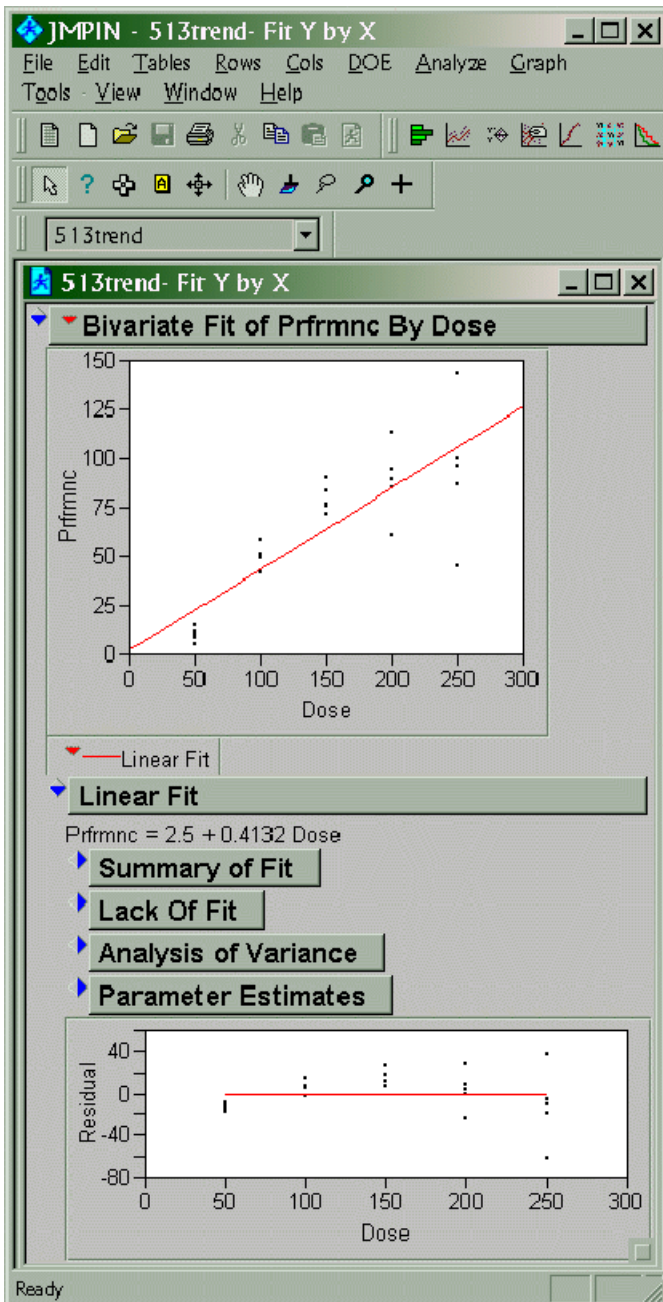 JMPIN - 513trend- Fit Y by X
File Edit Tables Rows Cols DOE Analyze Graph
Tools View Window Help
? A
513trend
513trend- Fit Y by X
Bivariate Fit of Prfrmnc By Dose
150
125
100
75
50
25
0
Prfrmnc
0 50 100 150 200 250 300
Dose
Linear Fit
Linear Fit
Prfrmnc = 2.5 + 0.4132 Dose
Summary of Fit
Lack Of Fit
Analysis of Variance
Parameter Estimates
40
0
-40
-80
Residual
0 50 100 150 200 250 300
Dose
Ready